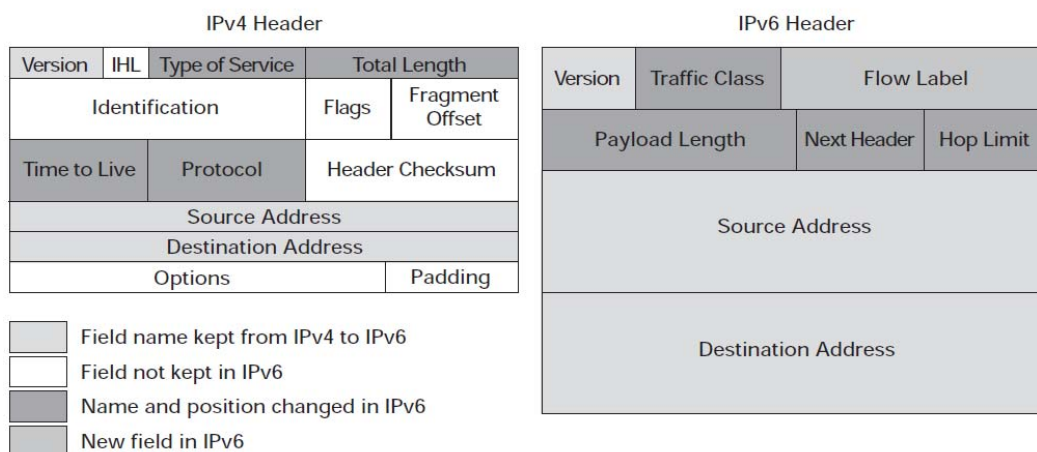 IPv4 Header
IPv6 Header
Version IHL Type of Service Total Length
Identification Flags Fragment
Offset
Time to Live Protocol Header Checksum
Source Address
Destination Address
Options Padding
Version Traffic Class Flow Label
Payload Length Next Header Hop Limit
Source Address
Destination Address
Field name kept from IPv4 to IPv6
Field not kept in IPv6
Name and position changed in IPv6
New field in IPv6